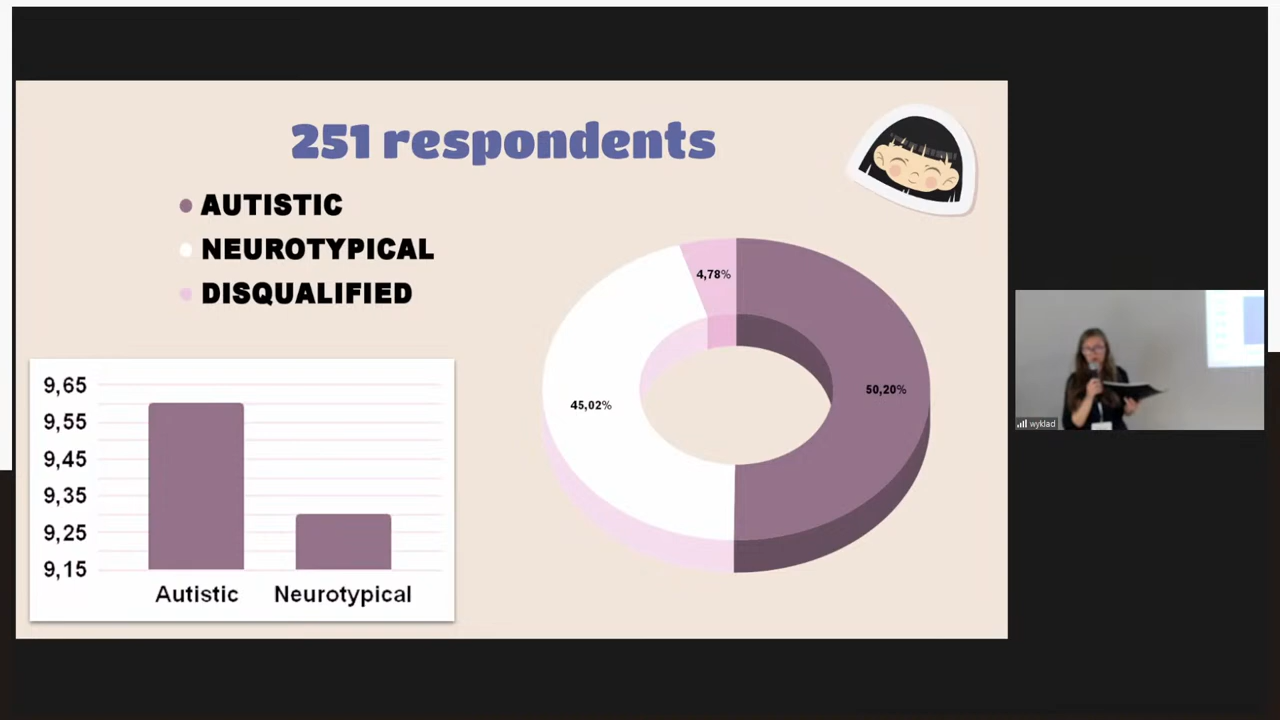 251 respondents
AUTISTIC
NEUROTYPICAL
DISQUALIFIED
4,78%
50,20%
45,02%
9,65
9,55
9,45
9,35
9,25
9,15
Autistic
Neurotypical
wyklad